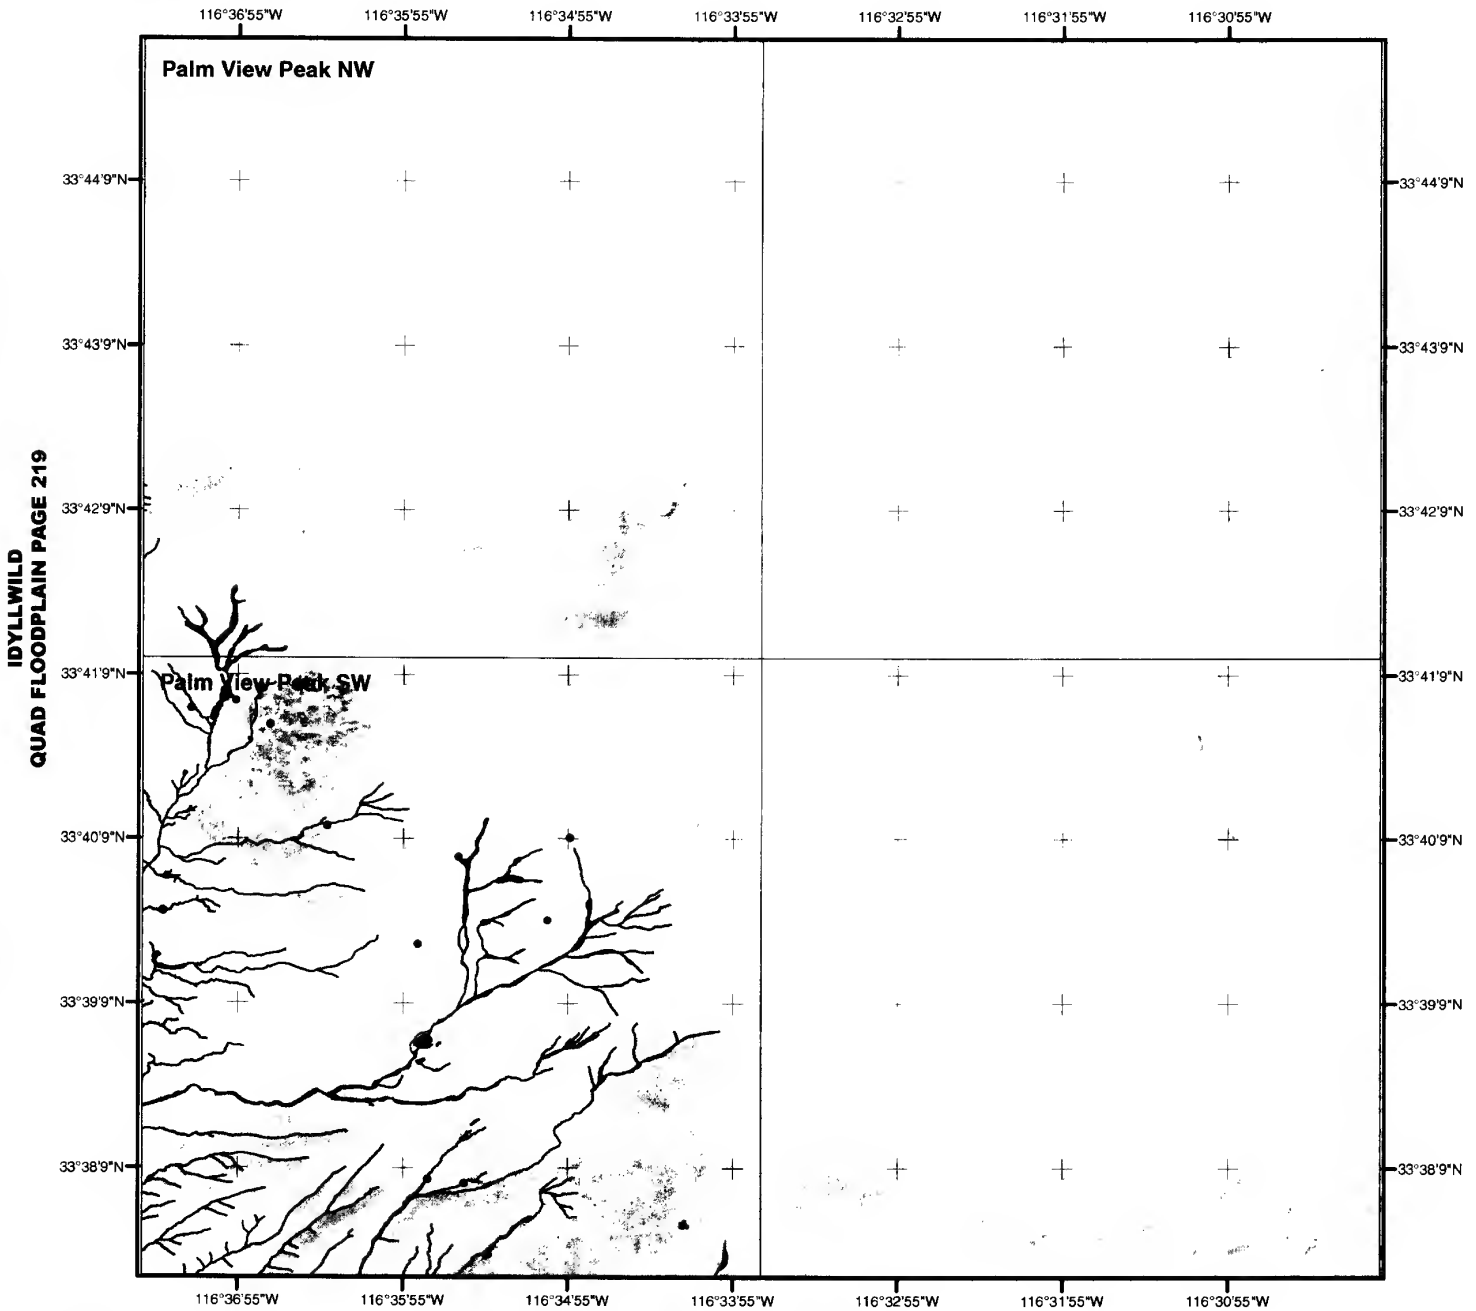 116°36'55"W 116°35'55"W 116°34'55"W 116°33'55"W 116°32'55"W 116°31'55"W 116°30'55"W
Palm View Peak NW
33°44'9"N 33°44'9"N
33°43'9"N 33°43'9"N
IDYLLWILD
QUAD FLOODPLAIN PAGE 219
33°42'9"N 33°42'9"N
33°41'9"N 33°41'9"N
Palm View Peak SW
33°40'9"N 33°40'9"N
33°39'9"N 33°39'9"N
33°38'9"N 33°38'9"N
116°36'55"W 116°35'55"W 116°34'55"W 116°33'55"W 116°32'55"W 116°31'55"W 116°30'55"W